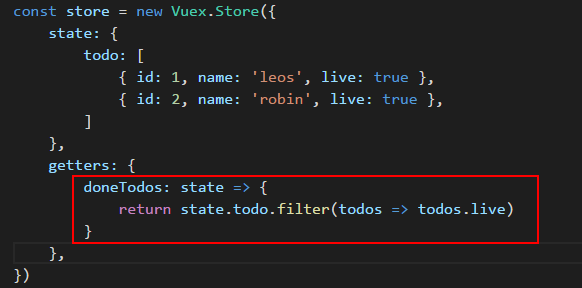 const store = new Vuex.Store({
    state: {
        todo: [
            { id: 1, name: 'leos', live: true },
            { id: 2, name: 'robin', live: true },
        ]
    },
    getters: {
        doneTodos: state => {
            return state.todo.filter(todos => todos.live)
        }
    },
})